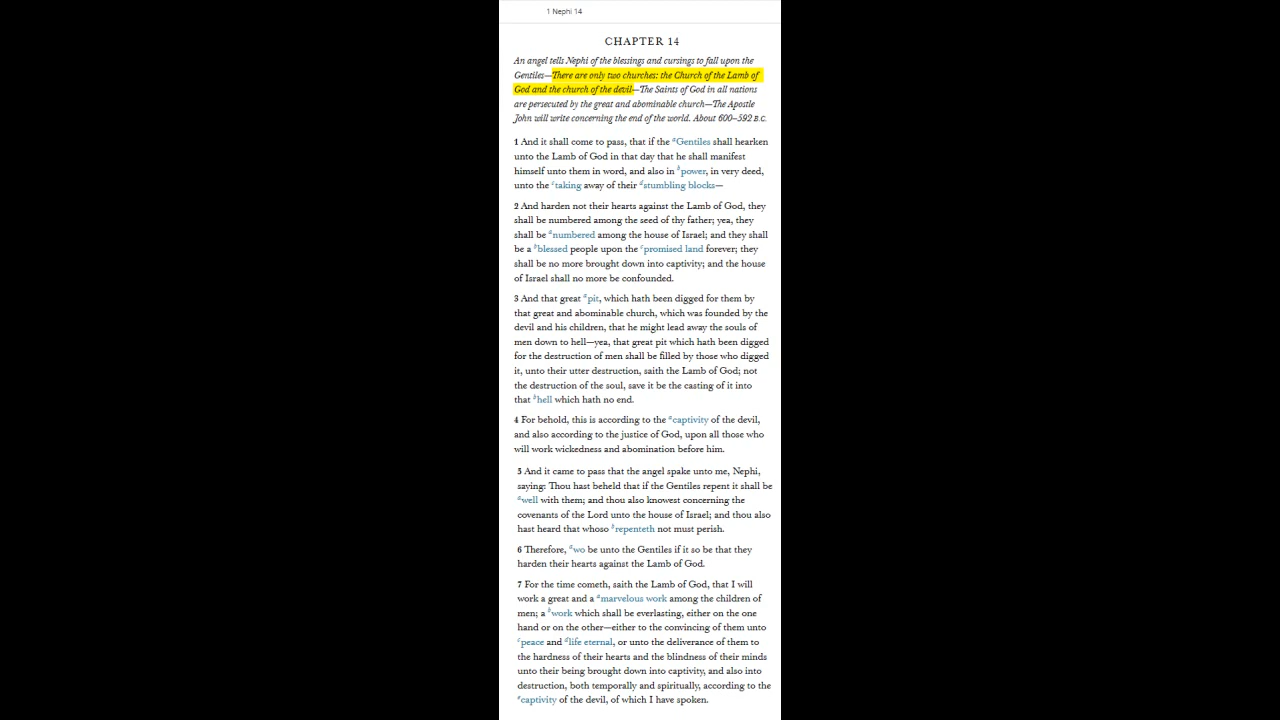 1 Nephi 14
CHAPTER 14
An angel tells Nephi of the blessings and cursings to fall upon the
Gentiles—There are only two churches: the Church of the Lamb of
God and the church of the devil—The Saints of God in all nations
are persecuted by the great and abominable church—The Apostle
John will write concerning the end of the world. About 600–592 B.C.
1 And it shall come to pass, that if the aGentiles shall hearken
unto the Lamb of God in that day that he shall manifest
himself unto them in word, and also in bpower, in very deed,
unto the ctaking away of their dstumbling blocks—
2 And harden not their hearts against the Lamb of God, they
shall be numbered among the seed of thy father; yea, they
shall be anumbered among the house of Israel; and they shall
be a bblessed people upon the cpromised land forever; they
shall be no more brought down into captivity; and the house
of Israel shall no more be confounded.
3 And that great apit, which hath been digged for them by
that great and abominable church, which was founded by the
devil and his children, that he might lead away the souls of
men down to hell—yea, that great pit which hath been digged
for the destruction of men shall be filled by those who digged
it, unto their utter destruction, saith the Lamb of God; not
the destruction of the soul, save it be the casting of it into
that bhell which hath no end.
4 For behold, this is according to the acaptivity of the devil,
and also according to the justice of God, upon all those who
will work wickedness and abomination before him.
5 And it came to pass that the angel spake unto me, Nephi,
saying: Thou hast beheld that if the Gentiles repent it shall be
awell with them; and thou also knowest concerning the
covenants of the Lord unto the house of Israel; and thou also
hast heard that whoso brepenteth not must perish.
6 Therefore, awo be unto the Gentiles if it so be that they
harden their hearts against the Lamb of God.
7 For the time cometh, saith the Lamb of God, that I will
work a great and a amarvelous work among the children of
men; a bwork which shall be everlasting, either on the one
hand or on the other—either to the convincing of them unto
cpeace and dlife eternal, or unto the deliverance of them to
the hardness of their hearts and the blindness of their minds
unto their being brought down into captivity, and also into
destruction, both temporally and spiritually, according to the
ecaptivity of the devil, of which I have spoken.